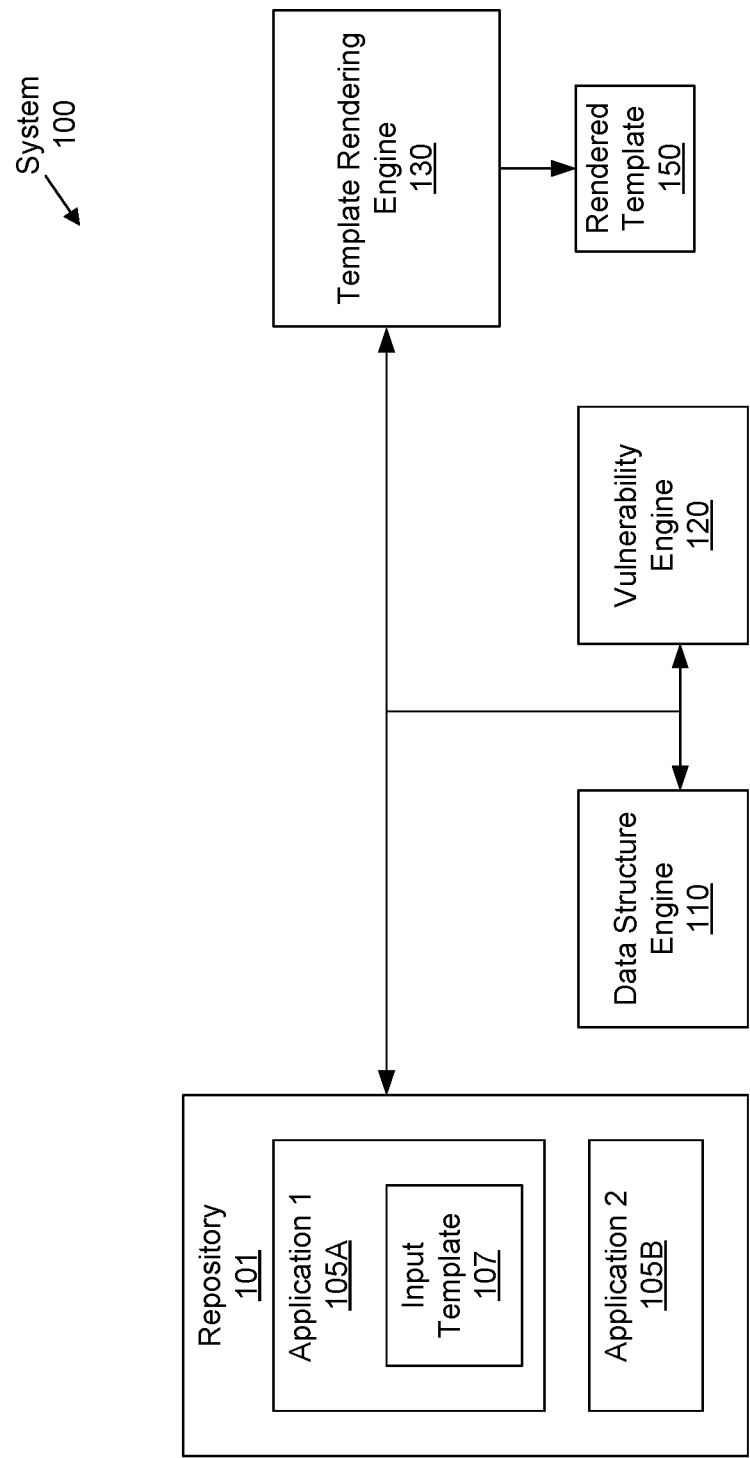 System
100
Repository
101
Application 1
105A
Input
Template
107
Application 2
105B
Data Structure
Engine
110
Vulnerability
Engine
120
Template Rendering
Engine
130
Rendered
Template
150